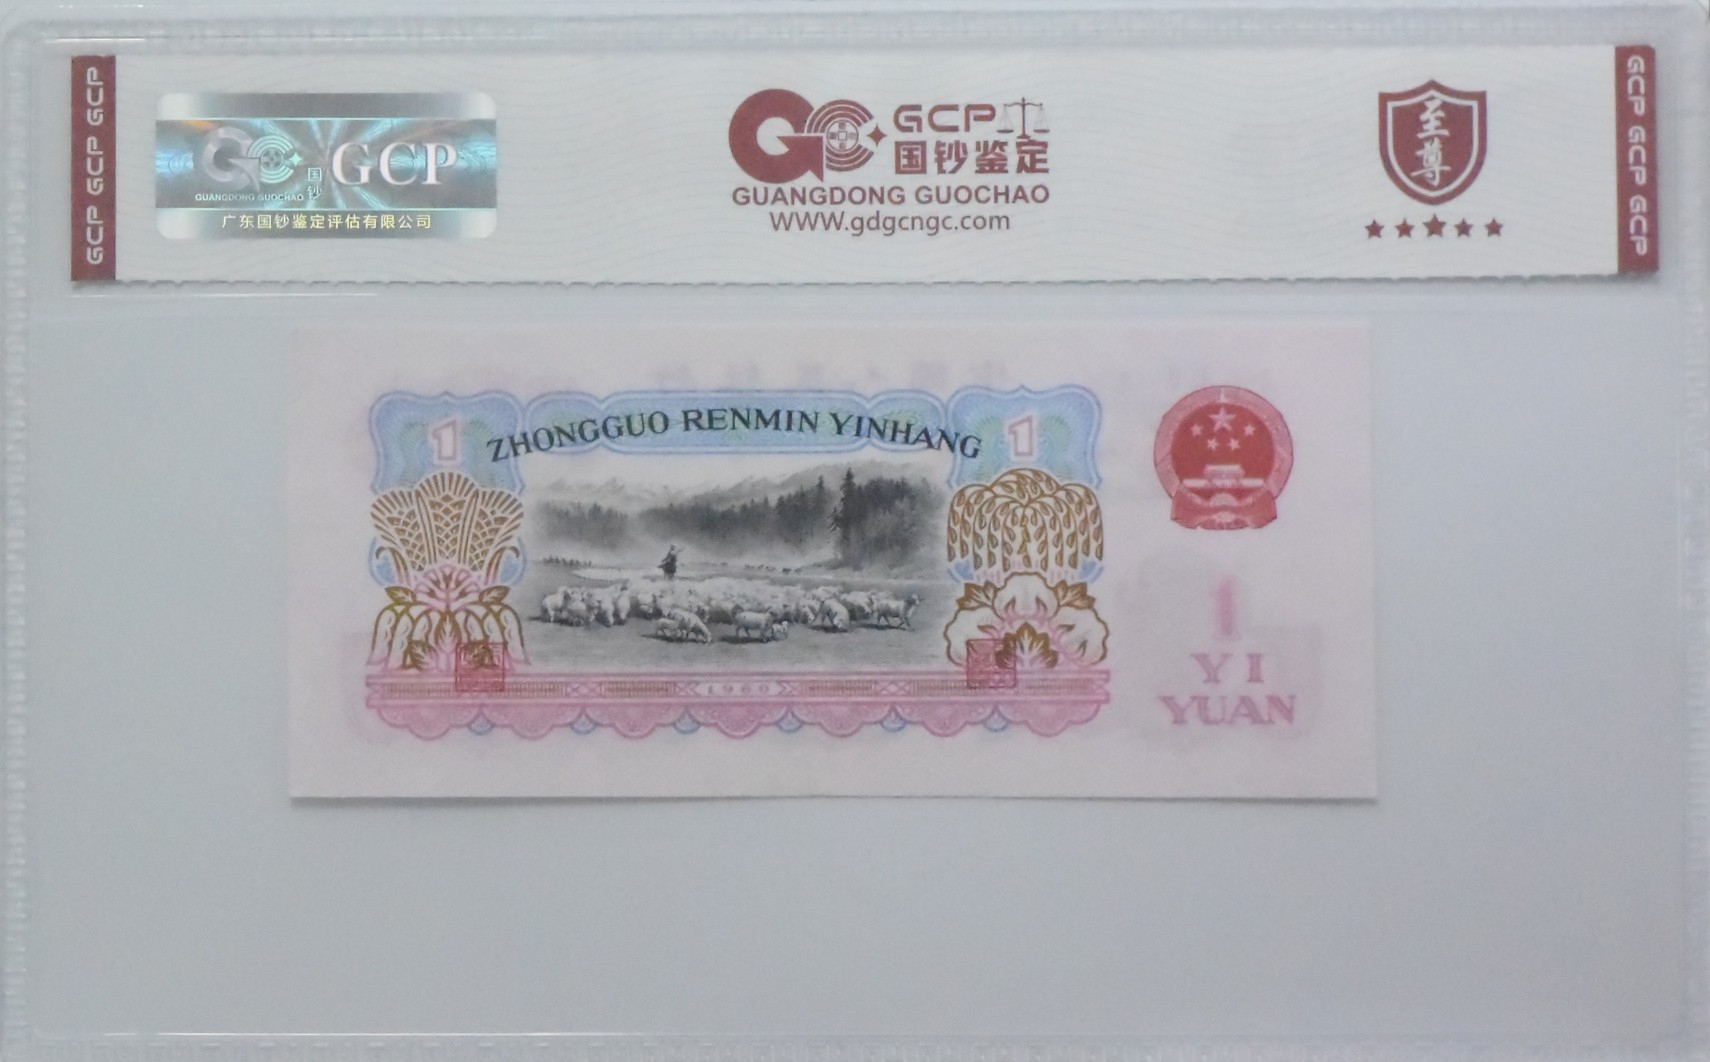 GCP GCP GCP
国钞
GCP
GUANGDONG GUOCHAO
广东国钞鉴定评估有限公司
GCP
国钞鉴定
GUANGDONG GUOCHAO
WWW.gdgcngc.com
至尊
GCP GCP GCP
1
ZHONGGUO RENMIN YINHANG
1
1960
1
YI
YUAN